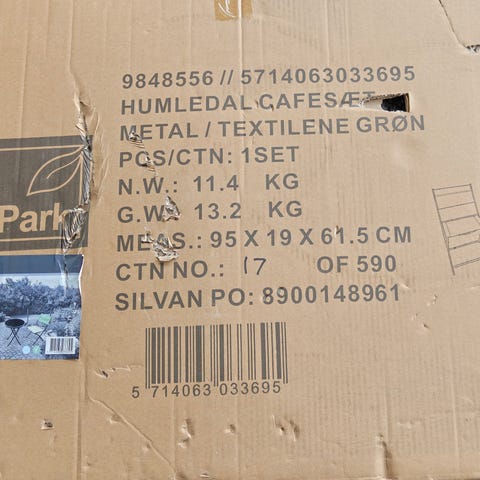 9848556 // 5714063033695
HUMLEDAL CAFESÆT
METAL / TEXTILENE GRØN
PCS/CTN: 1SET
N.W.: 11.4 KG
G.W.: 13.2 KG
MEAS.: 95 X 19 X 61.5 CM
CTN NO.: 17 OF 590
SILVAN PO: 8900148961
Park
5 714063 033695